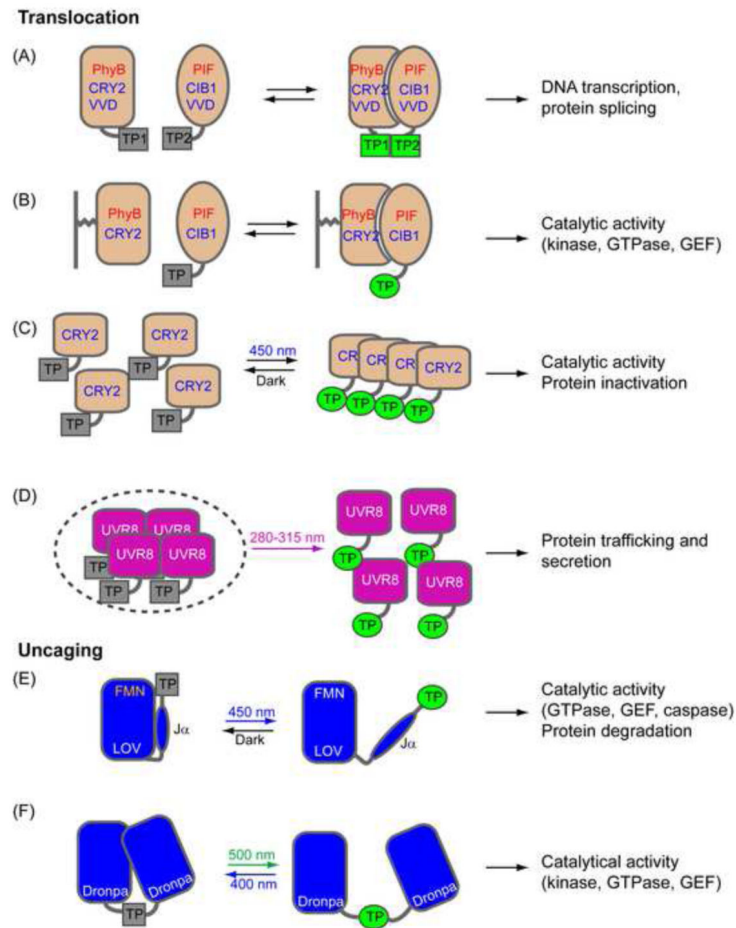 Translocation
(A)
PhyB
CRY2
VVD
TP1
PIF
CIB1
VVD
TP2
PhyB
CRY2
VVD
TP1
PIF
CIB1
VVD
TP2
DNA transcription,
protein splicing
(B)
PhyB
CRY2
PIF
CIB1
TP
PhyB
CRY2
PIF
CIB1
TP
Catalytic activity
(kinase, GTPase, GEF)
(C)
CRY2
TP
CRY2
TP
CRY2
TP
CRY2
TP
450 nm
Dark
CR
CR
CR
CRY2
TP
TP
TP
TP
Catalytic activity
Protein inactivation
(D)
UVR8
UVR8
UVR8
UVR8
TP
TP
TP
280-315 nm
UVR8
UVR8
TP
TP
UVR8
UVR8
TP
TP
Protein trafficking and
secretion
Uncaging
(E)
TP
FMN
LOV
Jα
450 nm
Dark
FMN
LOV
Jα
TP
Catalytic activity
(GTPase, GEF, caspase)
Protein degradation
(F)
Dronpa
Dronpa
TP
500 nm
400 nm
Dronpa
Dronpa
TP
Catalytical activity
(kinase, GTPase, GEF)